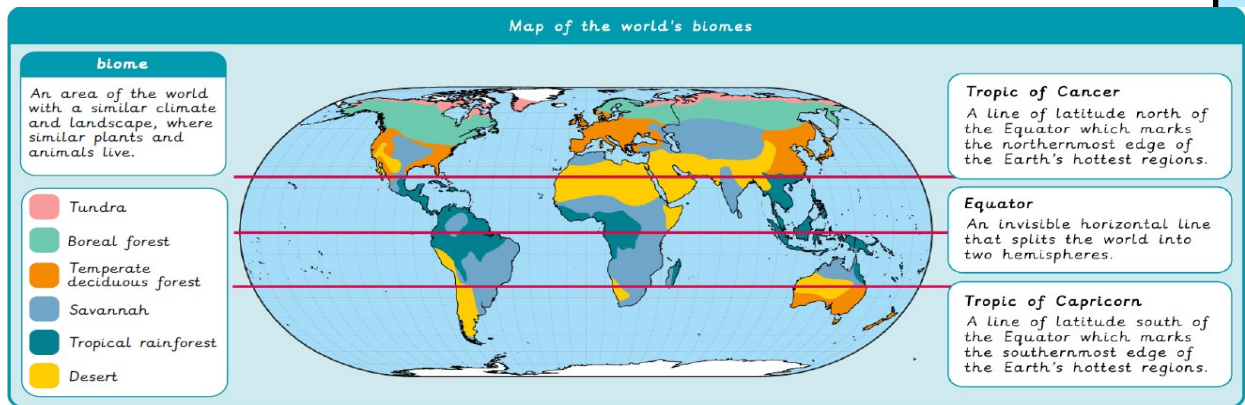 Map of the world's biomes
biome
An area of the world
with a similar climate
and landscape, where
similar plants and
animals live.
Tundra
Boreal forest
Temperate
deciduous forest
Savannah
Tropical rainforest
Desert
Tropic of Cancer
A line of latitude north of
the Equator which marks
the northernmost edge of
the Earth's hottest regions.
Equator
An invisible horizontal line
that splits the world into
two hemispheres.
Tropic of Capricorn
A line of latitude south of
the Equator which marks
the southernmost edge of
the Earth's hottest regions.